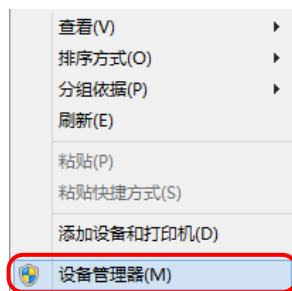 查看(V)
排序方式(O)
分组依据(P)
刷新(E)
粘贴(P)
粘贴快捷方式(S)
添加设备和打印机(D)
设备管理器(M)